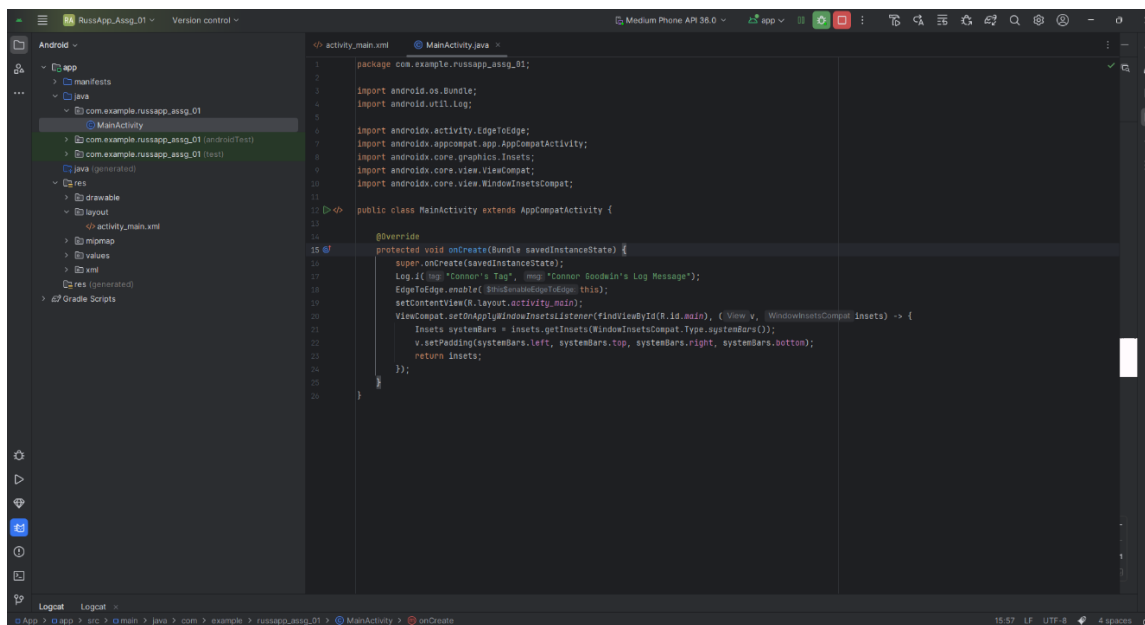 RA RussApp_Assg_01 Version control Medium Phone API 36.0 app
Android
app
manifests
java
com.example.russapp_assg_01
MainActivity
com.example.russapp_assg_01 (androidTest)
com.example.russapp_assg_01 (test)
java (generated)
res
drawable
layout
activity_main.xml
mipmap
values
xml
res (generated)
Gradle Scripts
activity_main.xml MainActivity.java
1 package com.example.russapp_assg_01;
2
3 import android.os.Bundle;
4 import android.util.Log;
5
6 import androidx.activity.EdgeToEdge;
7 import androidx.appcompat.app.AppCompatActivity;
8 import androidx.core.graphics.Insets;
9 import androidx.core.view.ViewCompat;
10 import androidx.core.view.WindowInsetsCompat;
11
12 public class MainActivity extends AppCompatActivity {
13
14 @Override
15 protected void onCreate(Bundle savedInstanceState) {
16 super.onCreate(savedInstanceState);
17 Log.i( tag: "Connor's Tag", msg: "Connor Goodwin's Log Message");
18 EdgeToEdge.enable( $this$enableEdgeToEdge: this);
19 setContentView(R.layout.activity_main);
20 ViewCompat.setOnApplyWindowInsetsListener(findViewById(R.id.main), ( View v, WindowInsetsCompat insets) -> {
21 Insets systemBars = insets.getInsets(WindowInsetsCompat.Type.systemBars());
22 v.setPadding(systemBars.left, systemBars.top, systemBars.right, systemBars.bottom);
23 return insets;
24 });
25 }
26 }
Logcat Logcat
App > app > src > main > java > com > example > russapp_assg_01 > MainActivity > onCreate 15:57 LF UTF-8 4 spaces